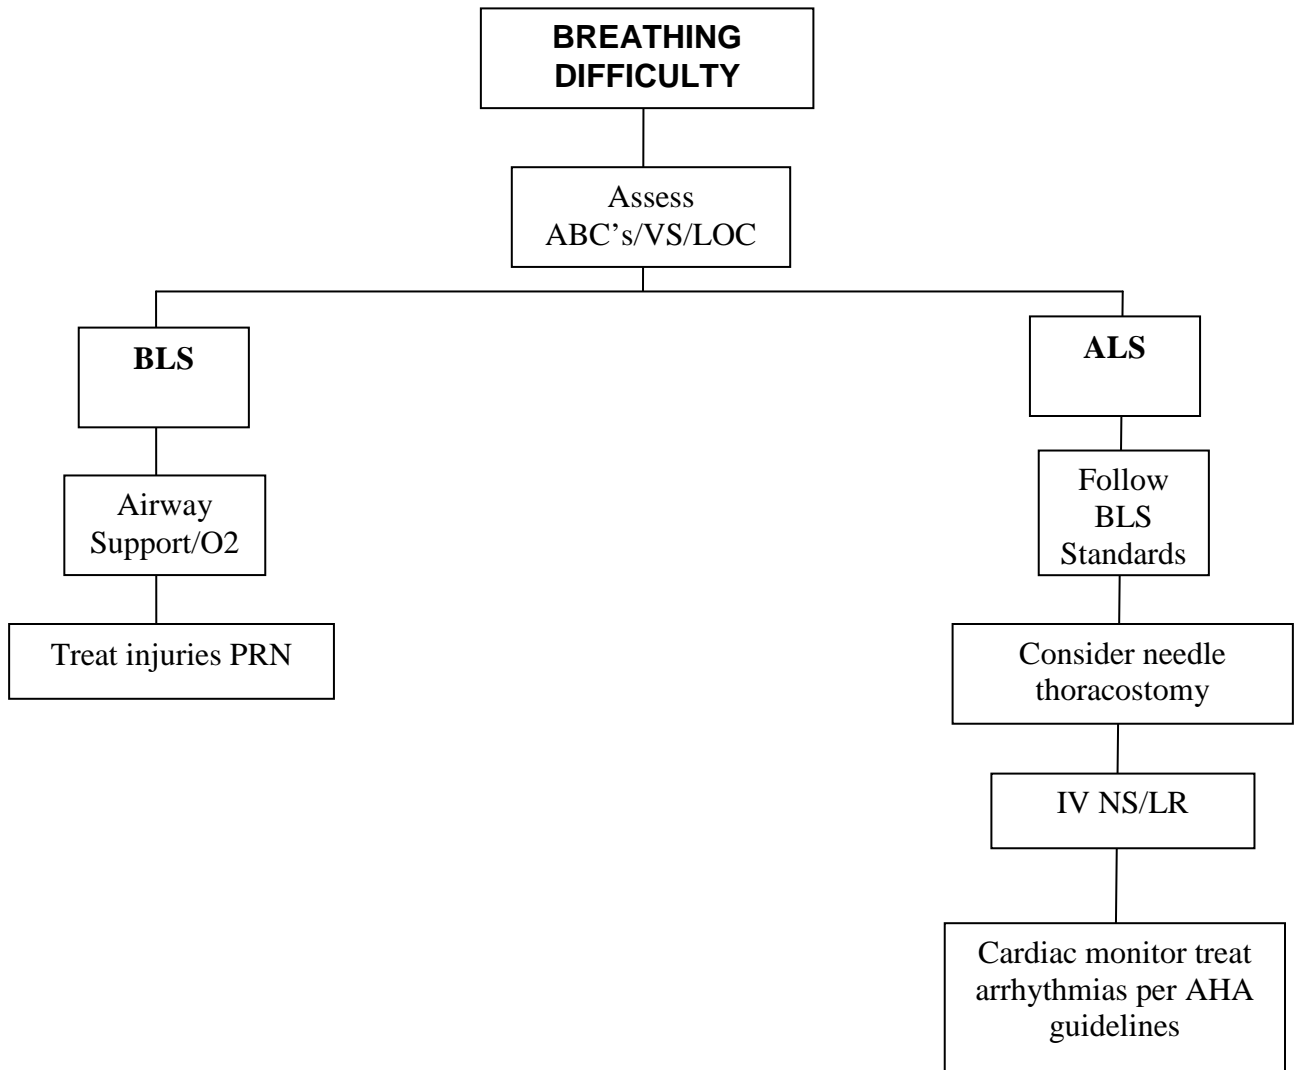 BREATHING
DIFFICULTY
Assess
ABC’s/VS/LOC
BLS
Airway
Support/O2
Treat injuries PRN
ALS
Follow
BLS
Standards
Consider needle
thoracostomy
IV NS/LR
Cardiac monitor treat
arrhythmias per AHA
guidelines